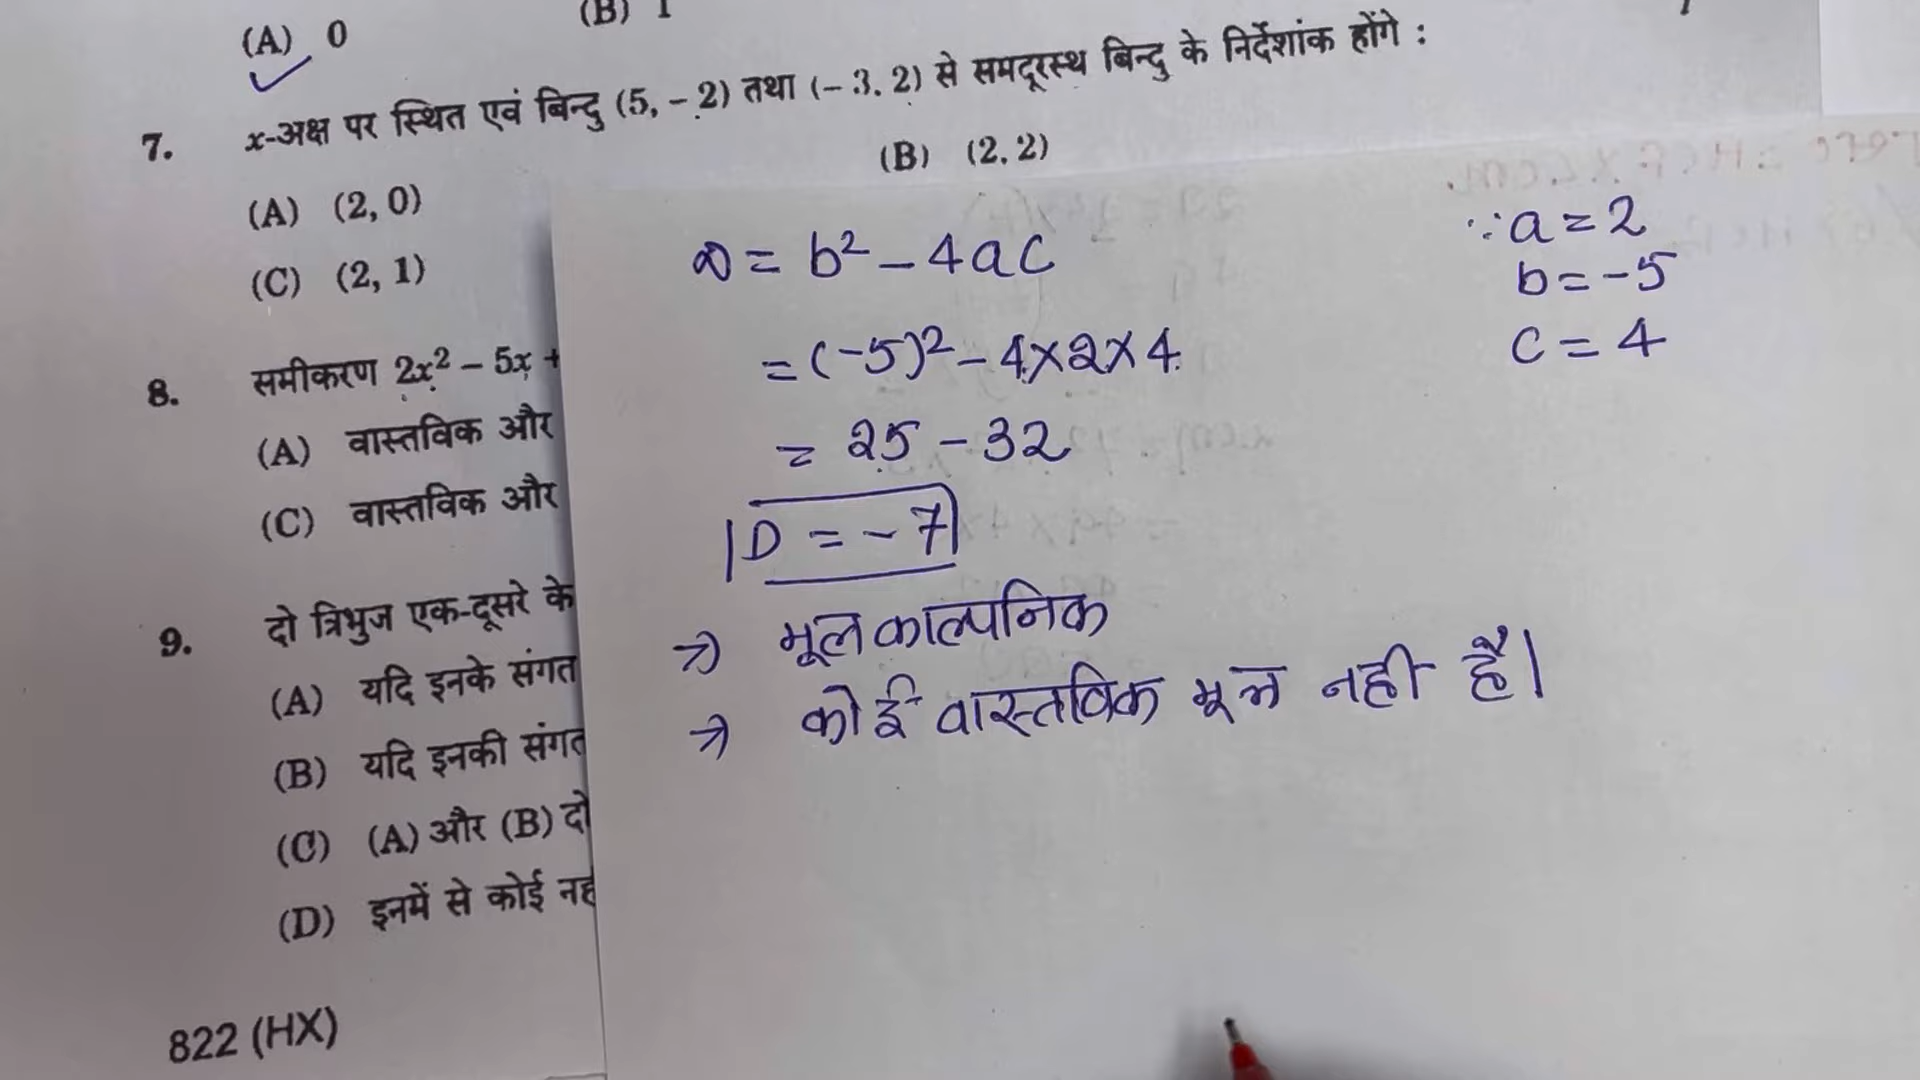 (A) 0 (B) 1
7. x-अक्ष पर स्थित एवं बिन्दु (5, – 2) तथा (– 3, 2) से समदूरस्थ बिन्दु के निर्देशांक होंगे :
(A) (2, 0) (B) (2, 2)
(C) (2, 1)
D = b² – 4ac
∵ a = 2
b = –5
c = 4
= (–5)² – 4×2×4
= 25 – 32
D = – 7
→ मूल काल्पनिक
→ कोई वास्तविक मूल नही है।
8. समीकरण 2x² – 5x +
(A) वास्तविक और
(C) वास्तविक और
9. दो त्रिभुज एक-दूसरे के
(A) यदि इनके संगत
(B) यदि इनकी संगत
(C) (A) और (B) दो
(D) इनमें से कोई नह
822 (HX)